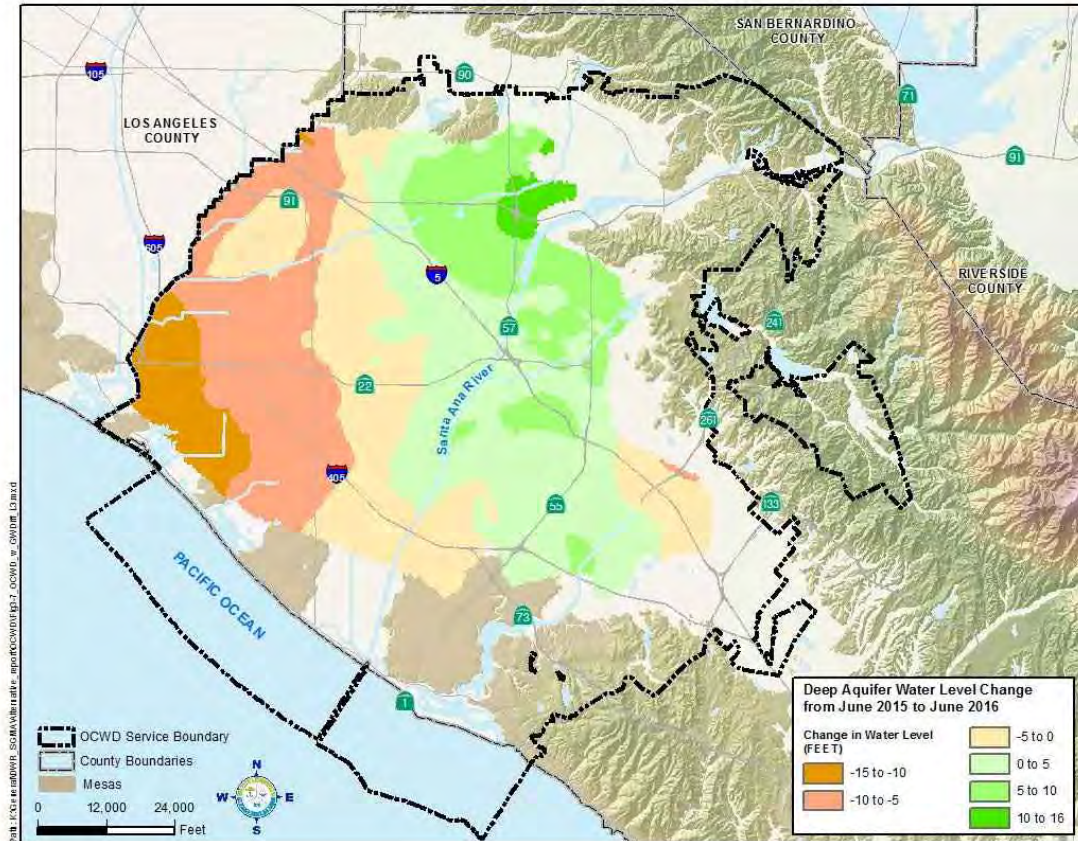 SAN BERNARDINO
COUNTY
105
90
71
LOS ANGELES
COUNTY
91
91
605
5
RIVERSIDE
COUNTY
241
57
22
Santa Ana River
261
405
55
133
PACIFIC OCEAN
73
1
Deep Aquifer Water Level Change
from June 2015 to June 2016
Change in Water Level
(FEET)
-15 to -10
-10 to -5
-5 to 0
0 to 5
5 to 10
10 to 16
OCWD Service Boundary
County Boundaries
Mesas
N
W E
S
0 12,000 24,000
Feet